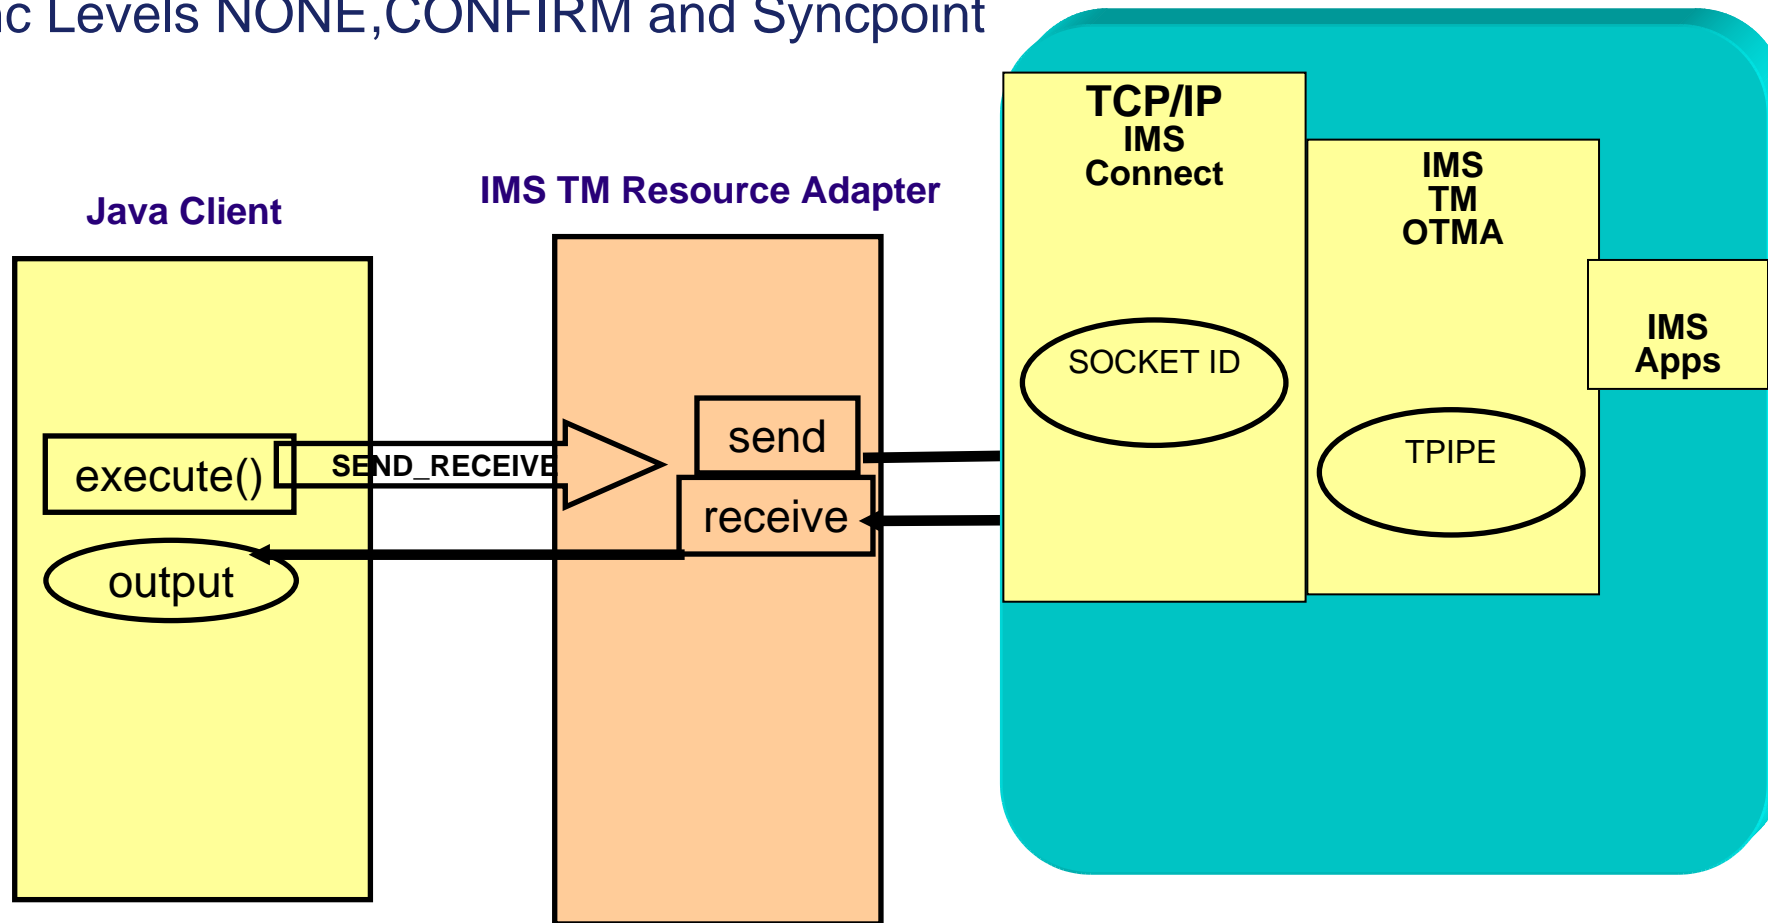 Levels NONE,CONFIRM and Syncpoint
TCP/IP
IMS
Connect
IMS
TM
OTMA
IMS TM Resource Adapter
Java Client
IMS
Apps
SOCKET ID
send
TPIPE
execute()
SEND_RECEIVE
receive
output